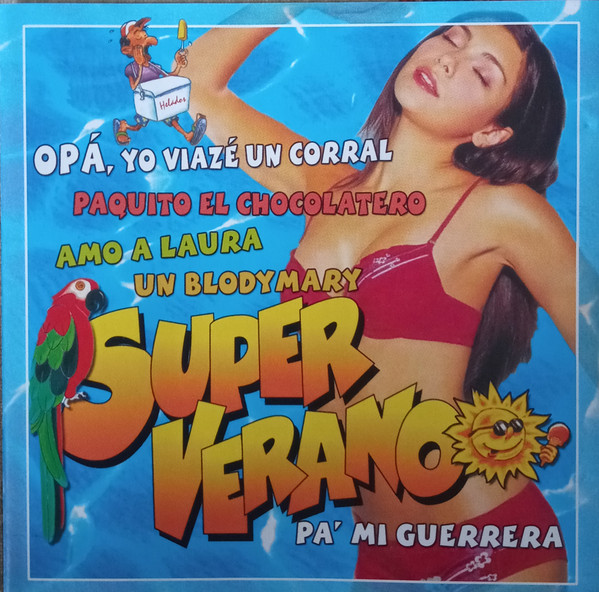 Helados
OPÁ, YO VIAZÉ UN CORRAL
PAQUITO EL CHOCOLATERO
AMO A LAURA
UN BLODYMARY
SUPER
VERANO
PA' MI GUERRERA